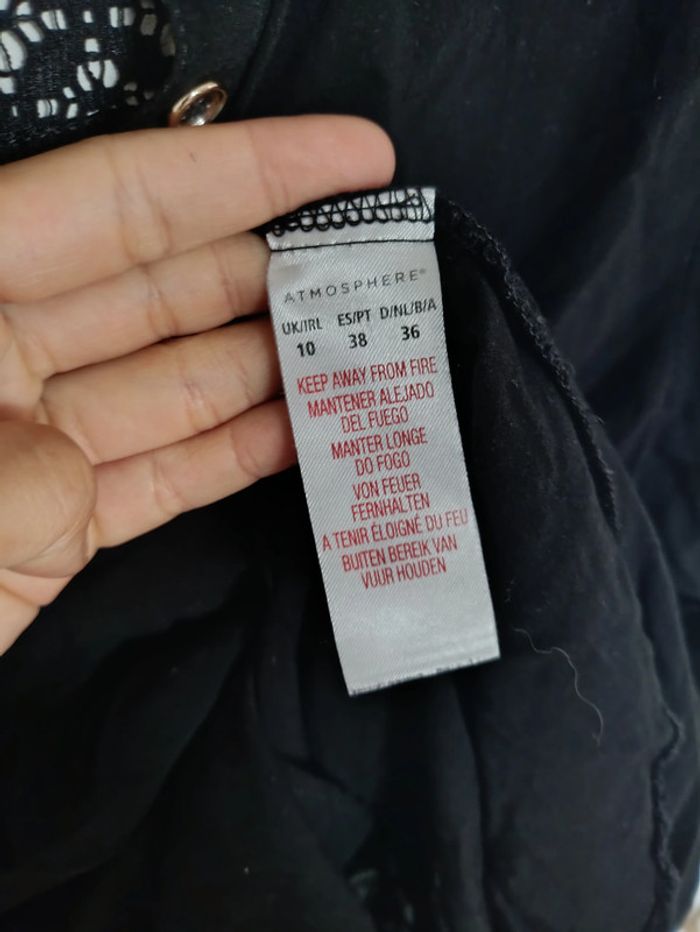 ATMOSPHERE®
UK/IRL ES/PT D/NL/B/A
10 38 36
KEEP AWAY FROM FIRE
MANTENER ALEJADO
DEL FUEGO
MANTER LONGE
DO FOGO
VON FEUER
FERNHALTEN
A TENIR ÉLOIGNÉ DU FEU
BUITEN BEREIK VAN
VUUR HOUDEN